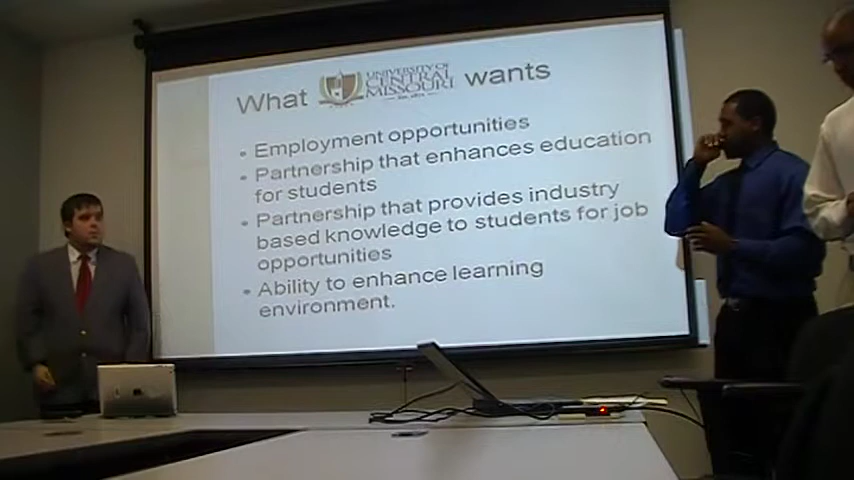 What UNIVERSITY OF CENTRAL MISSOURI wants
• Employment opportunities
• Partnership that enhances education
for students
• Partnership that provides industry
based knowledge to students for job
opportunities
• Ability to enhance learning
environment.